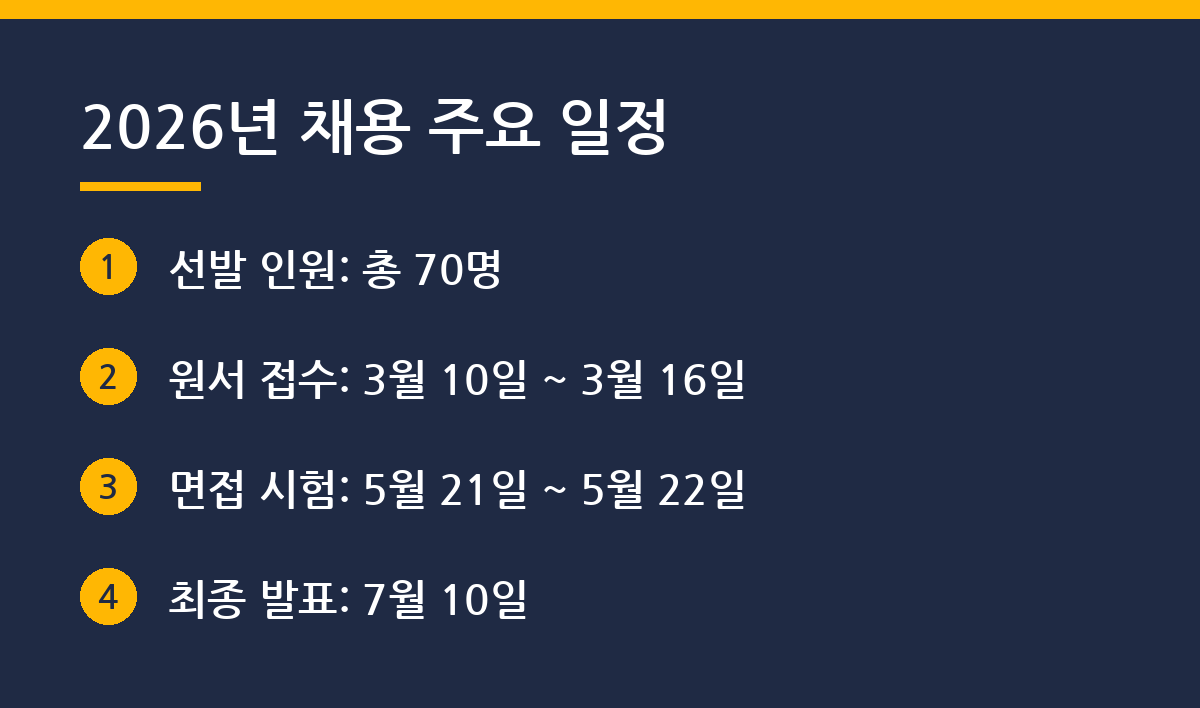 2026년 채용 주요 일정
1 선발 인원: 총 70명
2 원서 접수: 3월 10일 ~ 3월 16일
3 면접 시험: 5월 21일 ~ 5월 22일
4 최종 발표: 7월 10일